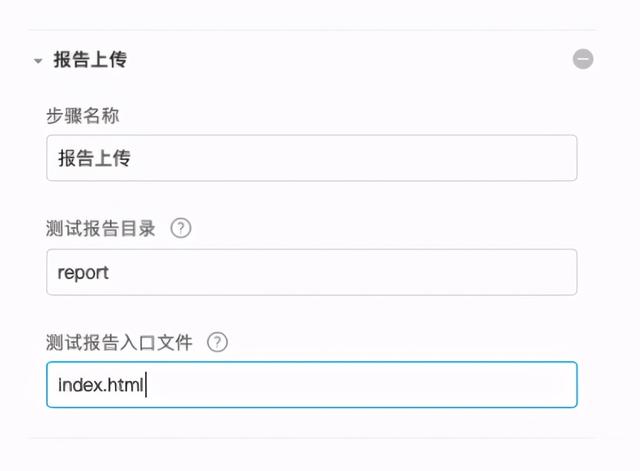 报告上传
步骤名称
报告上传
测试报告目录 ?
report
测试报告入口文件 ?
index.html